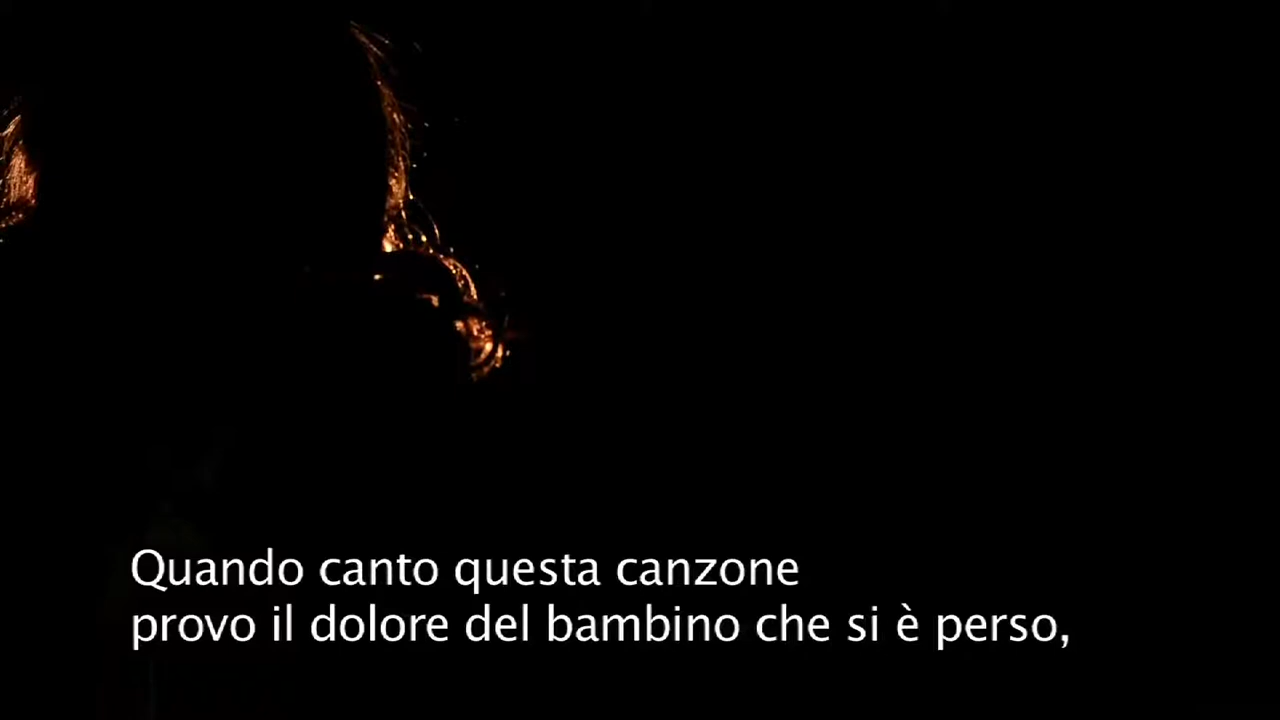 Quando canto questa canzone
provo il dolore del bambino che si è perso,